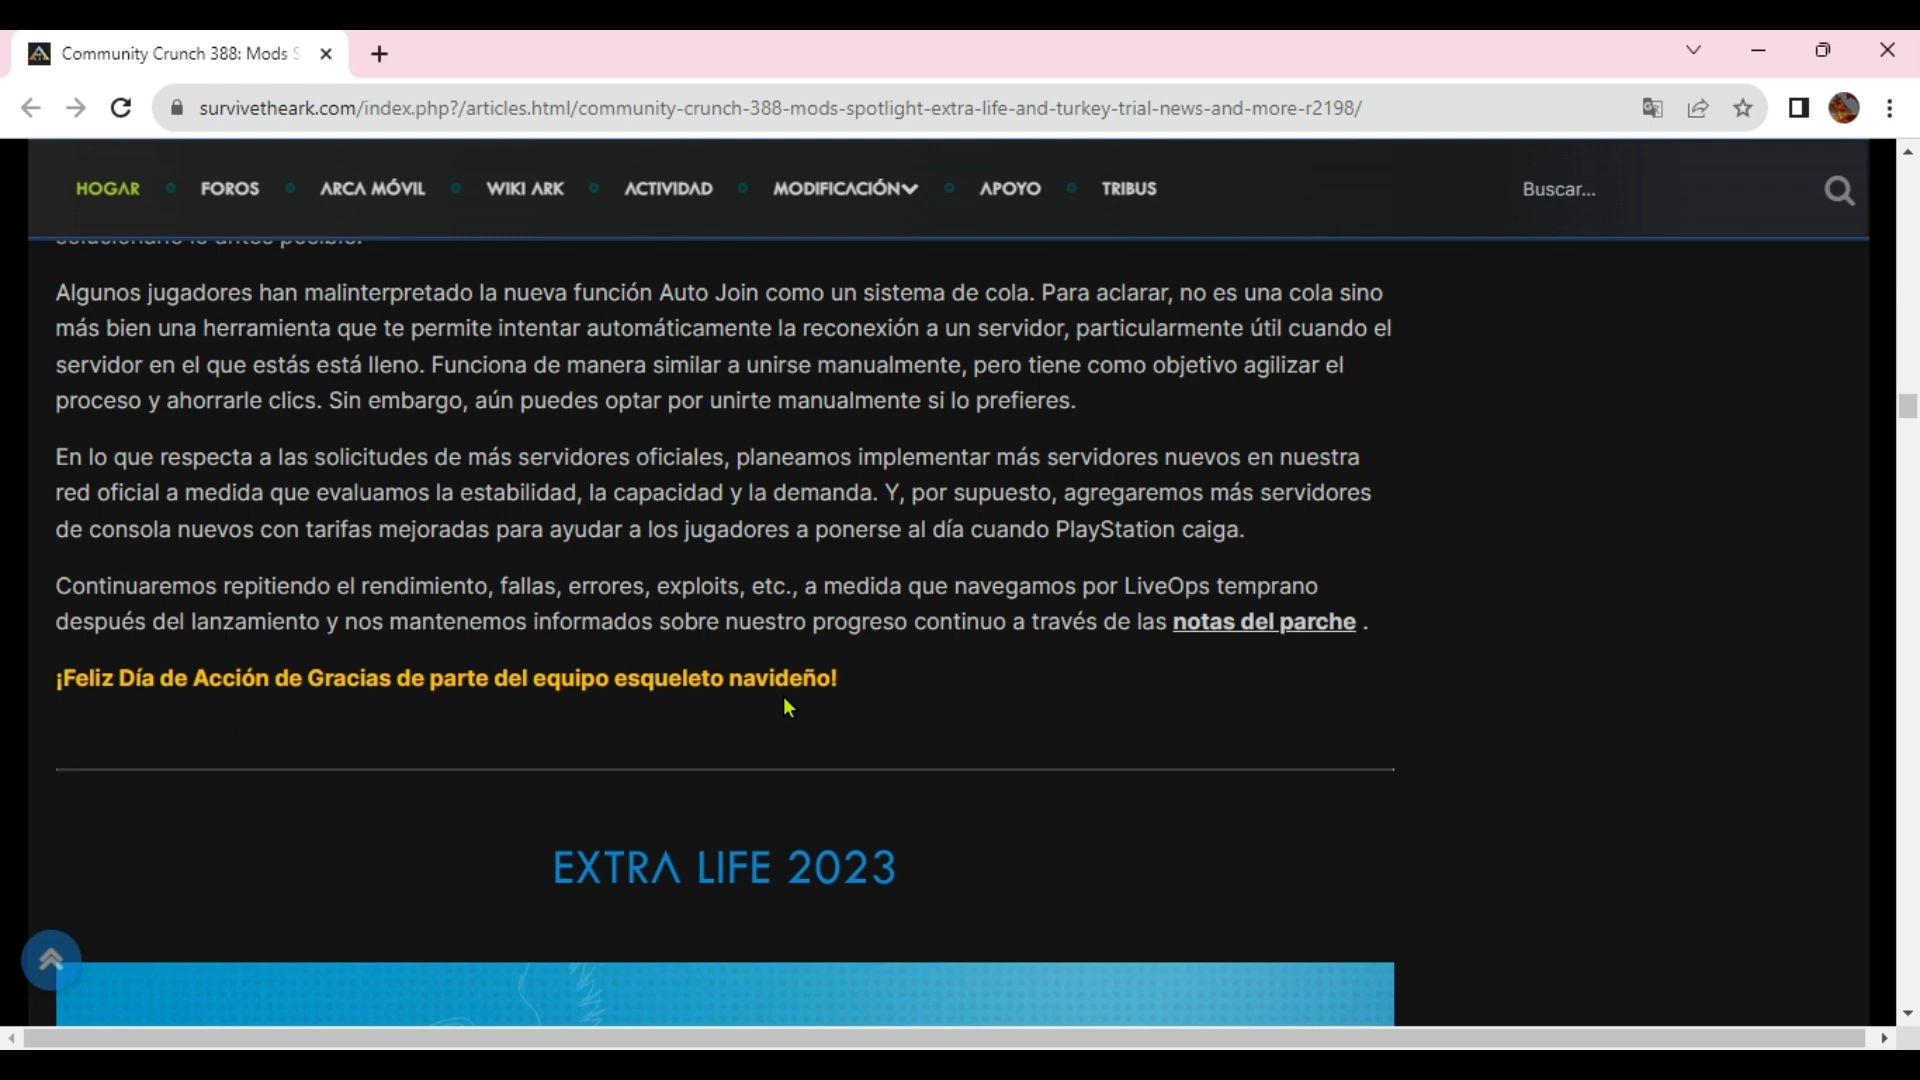 Community Crunch 388: Mods S
survivetheark.com/index.php?/articles.html/community-crunch-388-mods-spotlight-extra-life-and-turkey-trial-news-and-more-r2198/
HOGAR FOROS ARCA MÓVIL WIKI ARK ACTIVIDAD MODIFICACIÓN APOYO TRIBUS Buscar...
solucionarlo lo antes posible.
Algunos jugadores han malinterpretado la nueva función Auto Join como un sistema de cola. Para aclarar, no es una cola sino
más bien una herramienta que te permite intentar automáticamente la reconexión a un servidor, particularmente útil cuando el
servidor en el que estás está lleno. Funciona de manera similar a unirse manualmente, pero tiene como objetivo agilizar el
proceso y ahorrarle clics. Sin embargo, aún puedes optar por unirte manualmente si lo prefieres.
En lo que respecta a las solicitudes de más servidores oficiales, planeamos implementar más servidores nuevos en nuestra
red oficial a medida que evaluamos la estabilidad, la capacidad y la demanda. Y, por supuesto, agregaremos más servidores
de consola nuevos con tarifas mejoradas para ayudar a los jugadores a ponerse al día cuando PlayStation caiga.
Continuaremos repitiendo el rendimiento, fallas, errores, exploits, etc., a medida que navegamos por LiveOps temprano
después del lanzamiento y nos mantenemos informados sobre nuestro progreso continuo a través de las notas del parche .
¡Feliz Día de Acción de Gracias de parte del equipo esqueleto navideño!
EXTRA LIFE 2023